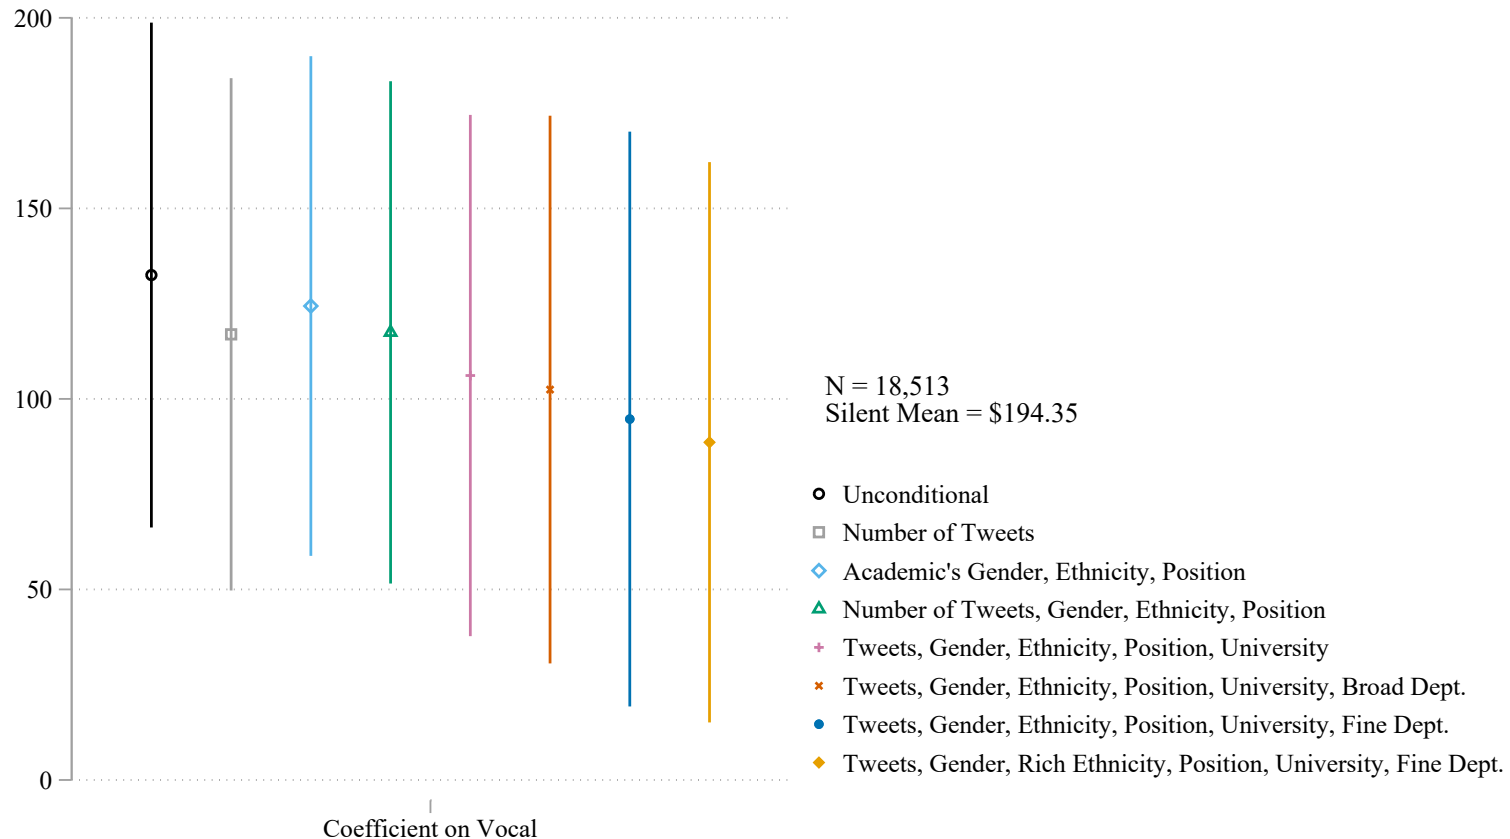 200
150
100
50
0
Coefficient on Vocal
N = 18,513
Silent Mean = $194.35
Unconditional
Number of Tweets
Academic's Gender, Ethnicity, Position
Number of Tweets, Gender, Ethnicity, Position
Tweets, Gender, Ethnicity, Position, University
Tweets, Gender, Ethnicity, Position, University, Broad Dept.
Tweets, Gender, Ethnicity, Position, University, Fine Dept.
Tweets, Gender, Rich Ethnicity, Position, University, Fine Dept.